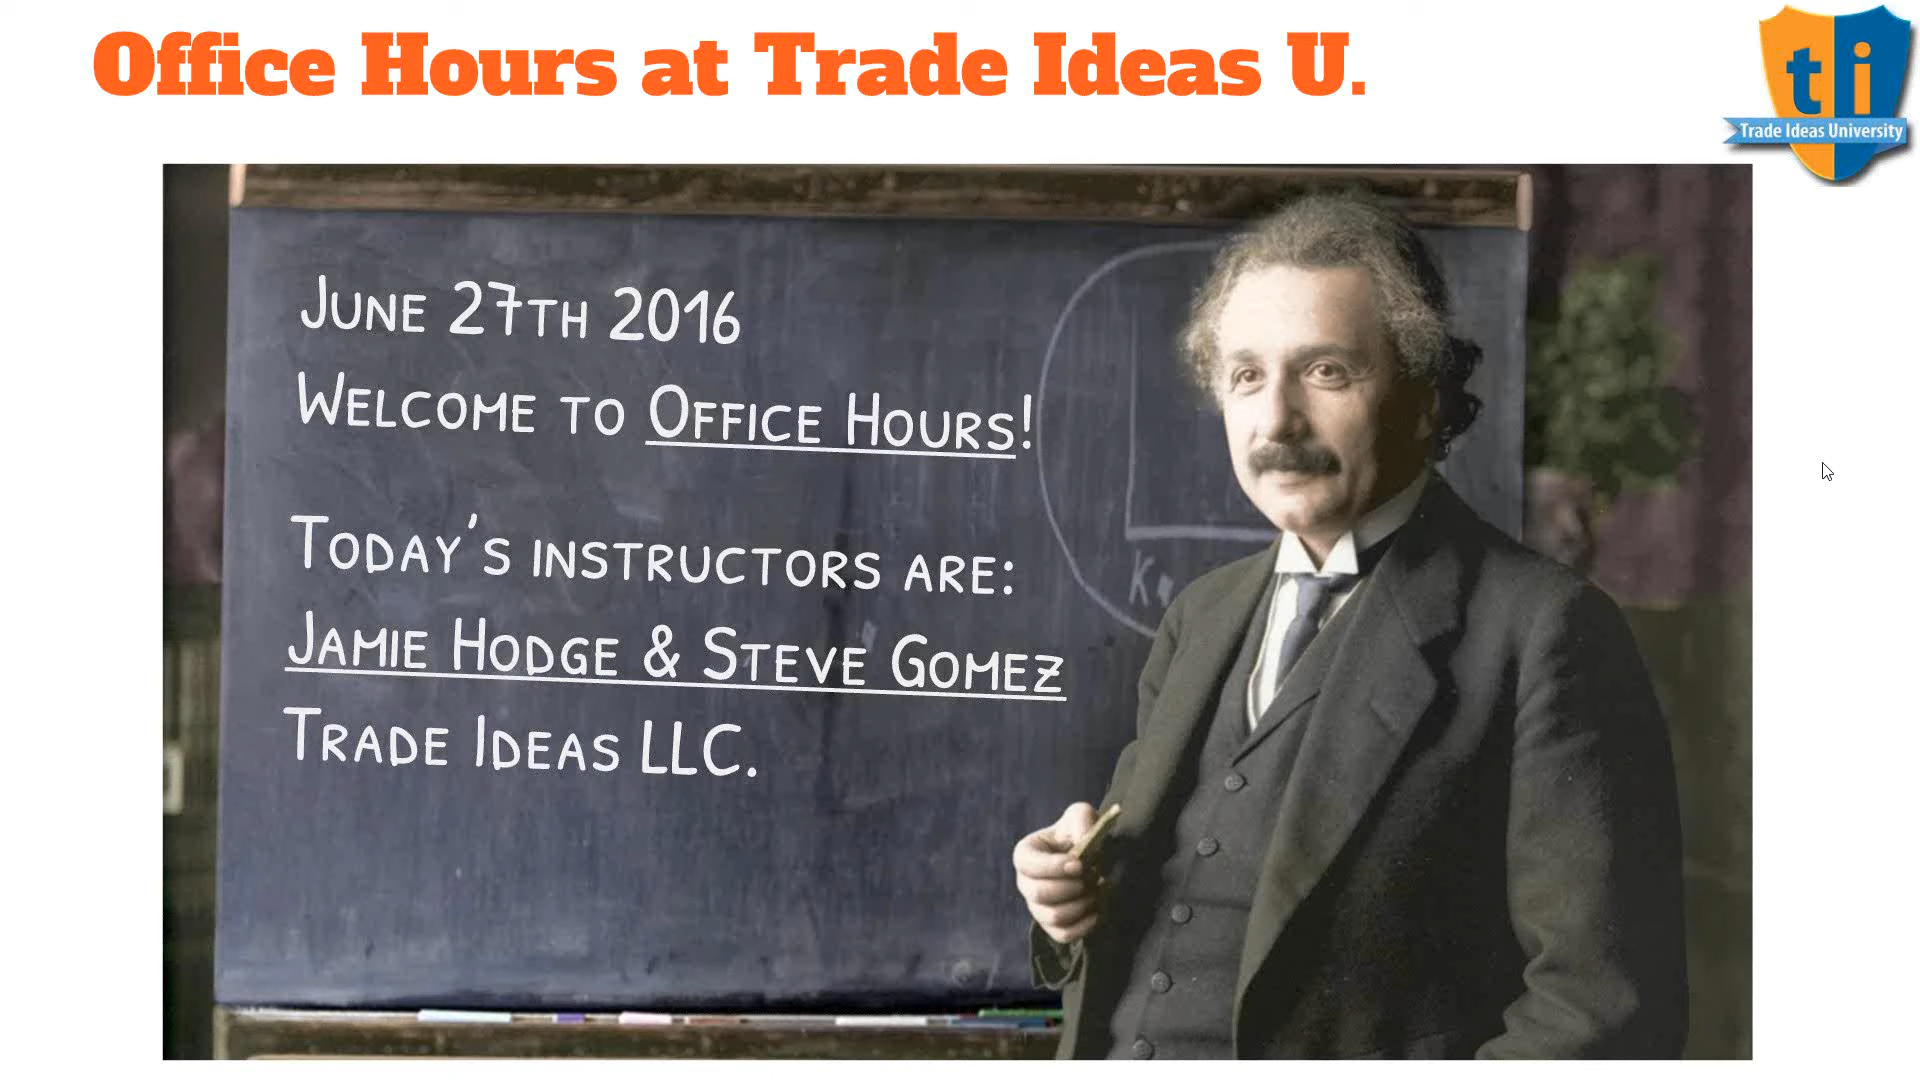 Office Hours at Trade Ideas U.
ti
Trade Ideas University
June 27th 2016
Welcome to Office Hours!
Today's instructors are:
Jamie Hodge & Steve Gomez
Trade Ideas LLC.